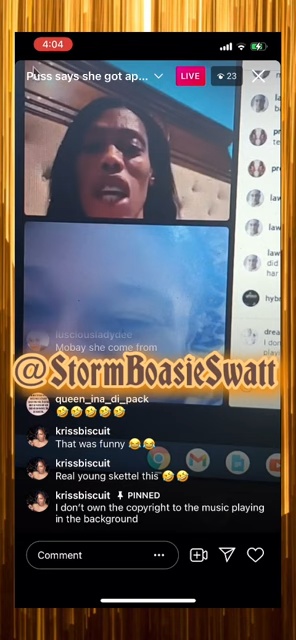 4:04
Puss says she got ap...
LIVE
23
lusciousladydee
Mobay she come from
@StormBoasieSwatt
queen_ina_di_pack
🤣🤣🤣🤣🤣
krissbiscuit
That was funny 😂😂
krissbiscuit
Real young skettel this 🤣🤣
krissbiscuit PINNED
I don't own the copyright to the music playing
in the background
Comment